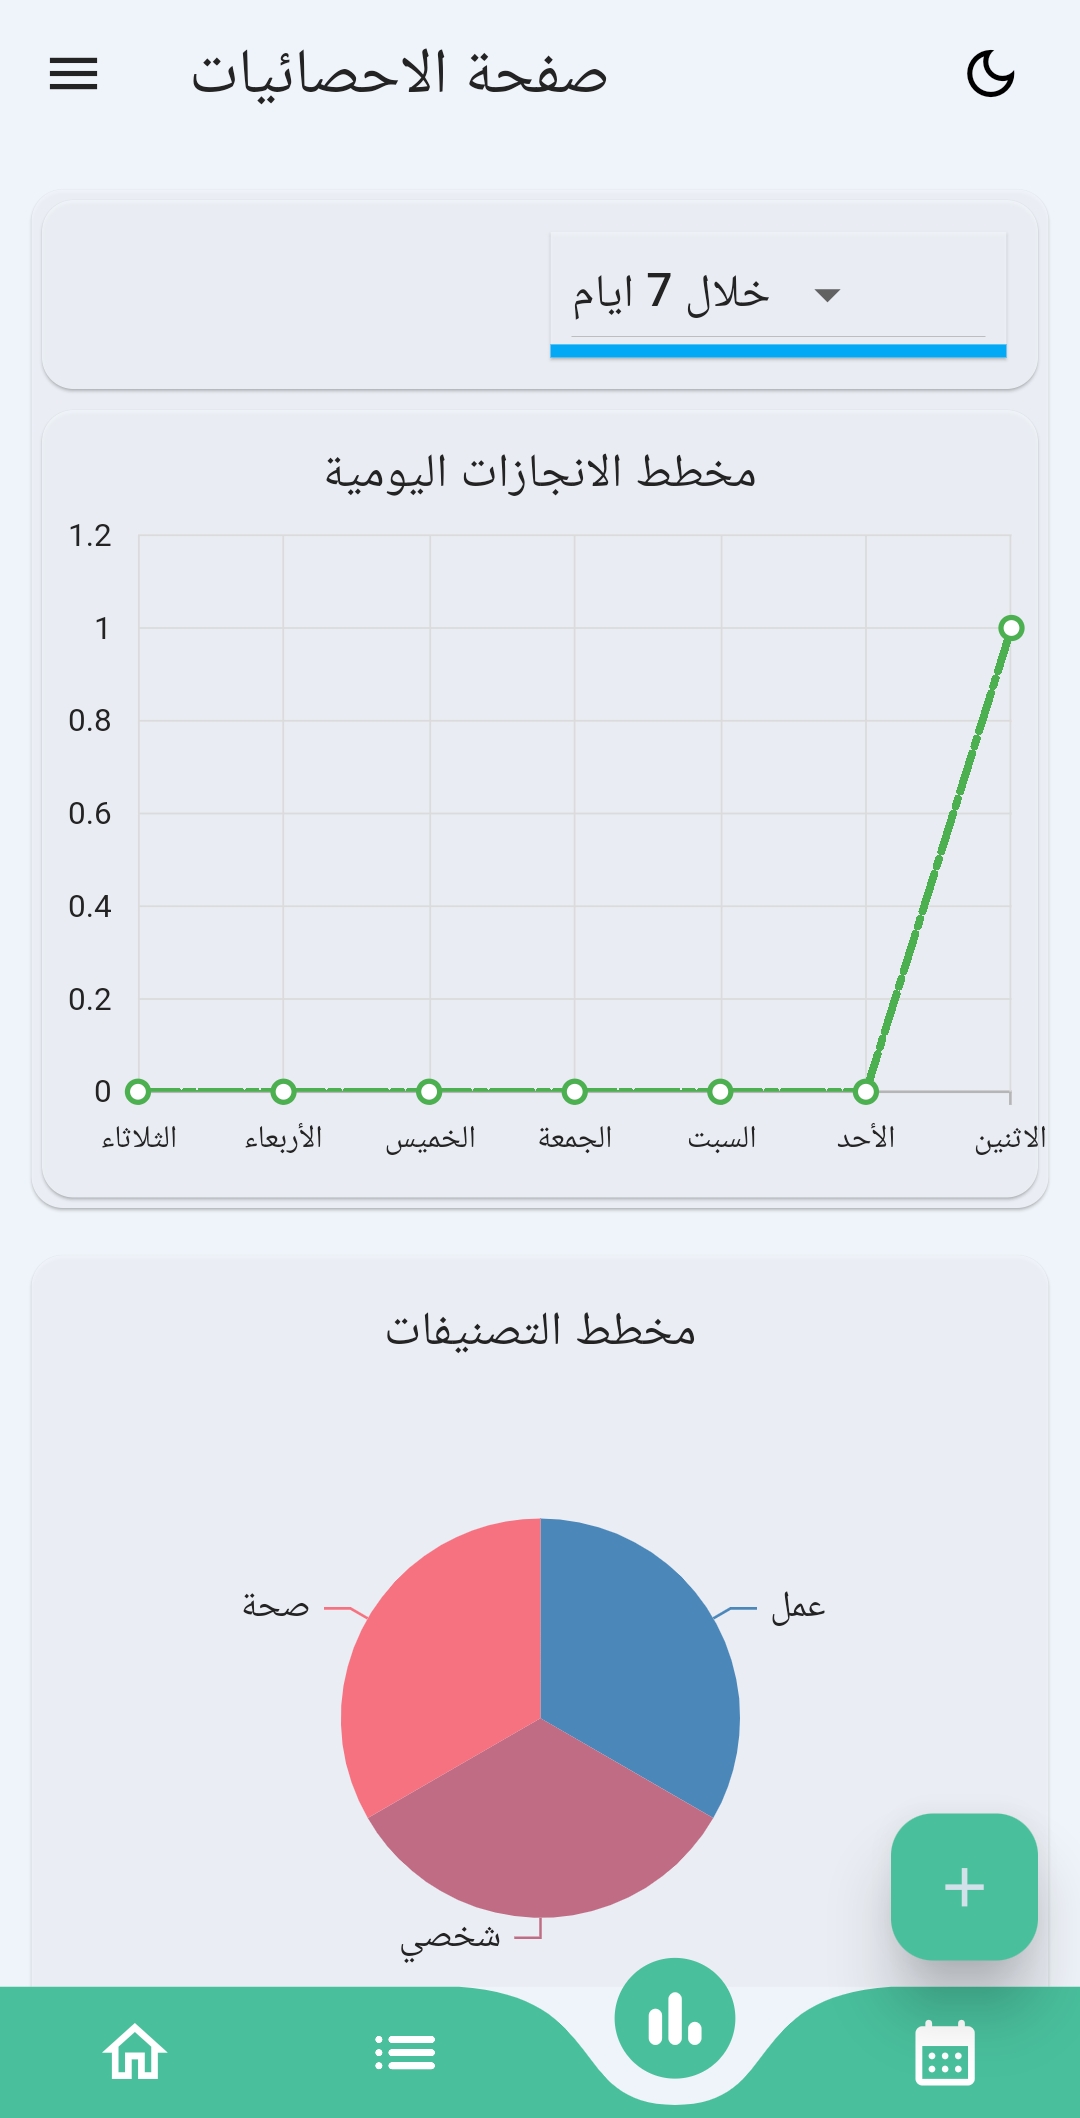 صفحة الاحصائيات
خلال 7 ايام
مخطط الانجازات اليومية
1.2
1
0.8
0.6
0.4
0.2
0
الثلاثاء الأربعاء الخميس الجمعة السبت الأحد الاثنين
مخطط التصنيفات
صحة عمل
شخصي